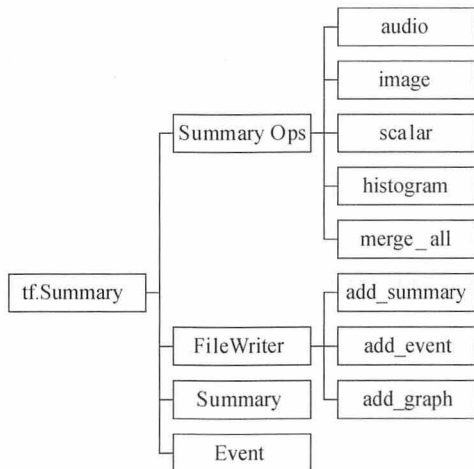 audio
image
Summary Ops
scalar
histogram
merge_all
tf.Summary
add_summary
FileWriter
add_event
Summary
add_graph
Event